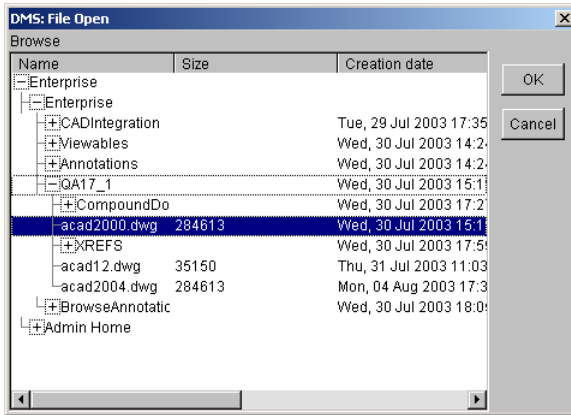 DMS: File Open
Browse
Name Size Creation date
Enterprise
Enterprise
CADIntegration Tue, 29 Jul 2003 17:35
Viewables Wed, 30 Jul 2003 14:2
Annotations Wed, 30 Jul 2003 14:2
QA17_1 Wed, 30 Jul 2003 15:1
CompoundDo Wed, 30 Jul 2003 17:2
acad2000.dwg 284613 Wed, 30 Jul 2003 15:1
XREFS Wed, 30 Jul 2003 17:5
acad12.dwg 35150 Thu, 31 Jul 2003 11:03
acad2004.dwg 284613 Mon, 04 Aug 2003 17:3
BrowseAnnotatic Wed, 30 Jul 2003 18:0
Admin Home
OK
Cancel